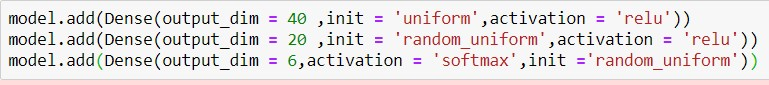 model.add(Dense(output_dim = 40 ,init = 'uniform',activation = 'relu'))
model.add(Dense(output_dim = 20 ,init = 'random_uniform',activation = 'relu'))
model.add(Dense(output_dim = 6,activation = 'softmax',init ='random_uniform'))